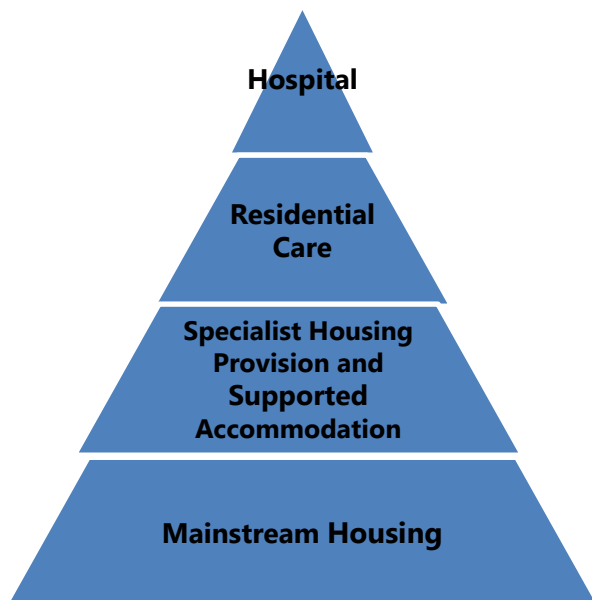 Hospital
Residential
Care
Specialist Housing
Provision and
Supported
Accommodation
Mainstream Housing